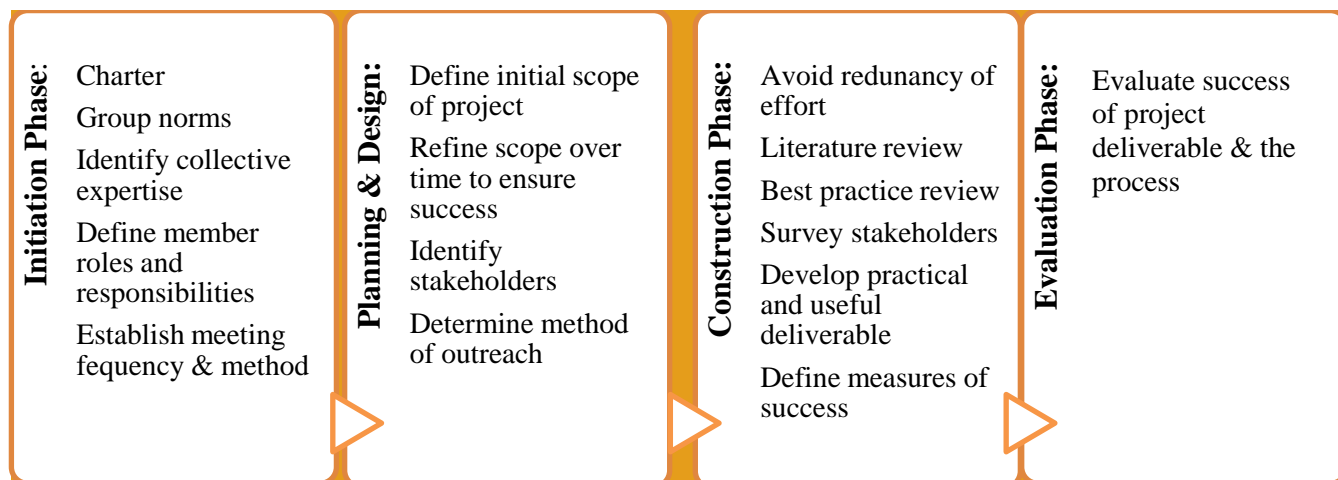 Initiation Phase:
Charter
Group norms
Identify collective
expertise
Define member
roles and
responsibilities
Establish meeting
fequency & method
Planning & Design:
Define initial scope
of project
Refine scope over
time to ensure
success
Identify
stakeholders
Determine method
of outreach
Construction Phase:
Avoid redunancy of
effort
Literature review
Best practice review
Survey stakeholders
Develop practical
and useful
deliverable
Define measures of
success
Evaluation Phase:
Evaluate success
of project
deliverable & the
process